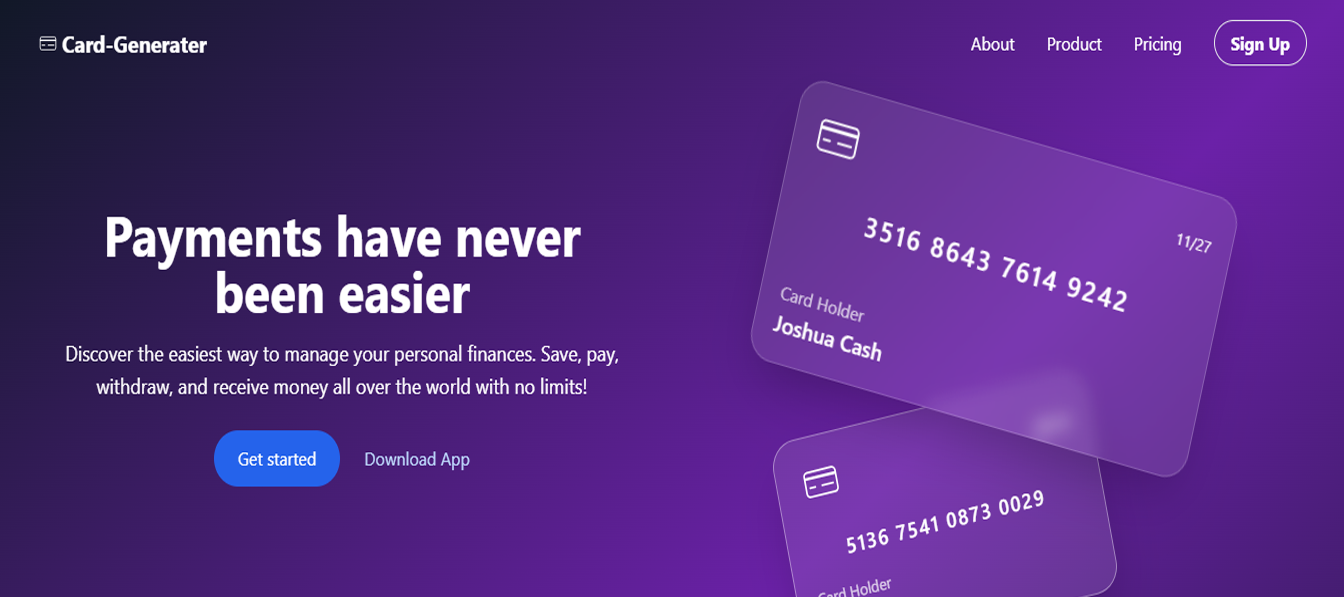 Card-Generater
About
Product
Pricing
Sign Up
Payments have never
been easier
Discover the easiest way to manage your personal finances. Save, pay,
withdraw, and receive money all over the world with no limits!
Get started
Download App
11/27
3516 8643 7614 9242
Card Holder
Joshua Cash
5136 7541 0873 0029
Card Holder